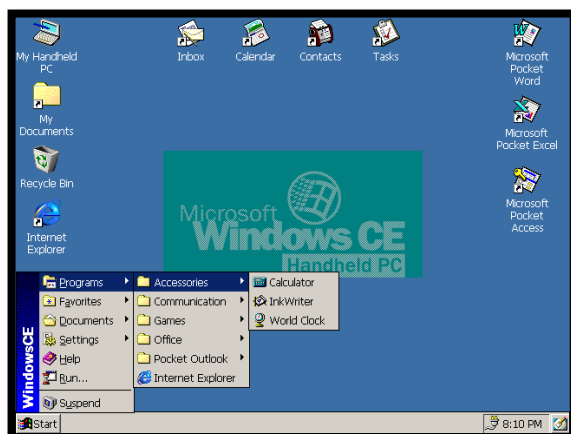 My Handheld
PC
Inbox
Calendar
Contacts
Tasks
Microsoft
Pocket
Word
My
Documents
Microsoft
Pocket Excel
Recycle Bin
Microsoft
Pocket
Access
Internet
Explorer
Microsoft
Windows CE
Handheld PC
WindowsCE
Programs
Favorites
Documents
Settings
Help
Run...
Suspend
Accessories
Communication
Games
Office
Pocket Outlook
Internet Explorer
Calculator
InkWriter
World Clock
Start
8:10 PM